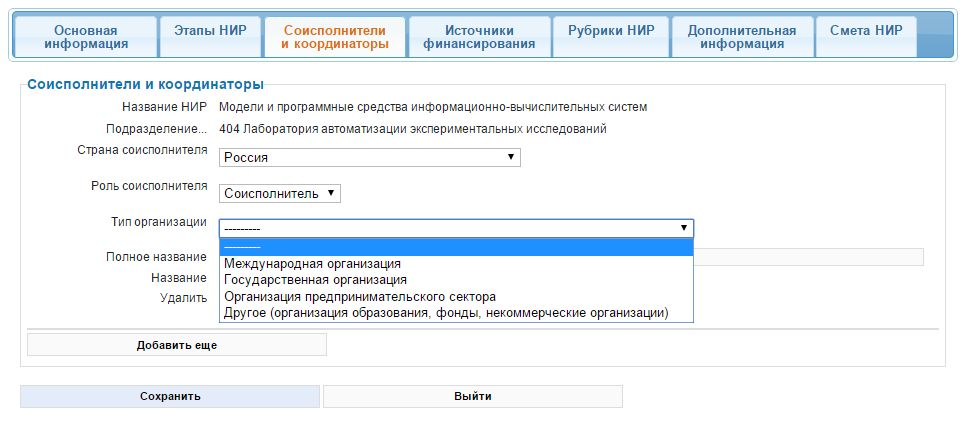 Основная информация
Этапы НИР
Соисполнители и координаторы
Источники финансирования
Рубрики НИР
Дополнительная информация
Смета НИР
Соисполнители и координаторы
Название НИР Модели и программные средства информационно-вычислительных систем
Подразделение... 404 Лаборатория автоматизации экспериментальных исследований
Страна соисполнителя Россия
Роль соисполнителя Соисполнитель
Тип организации ---------
---------
Полное название
Международная организация
Название
Государственная организация
Удалить
Организация предпринимательского сектора
Другое (организация образования, фонды, некоммерческие организации)
Добавить еще
Сохранить Выйти